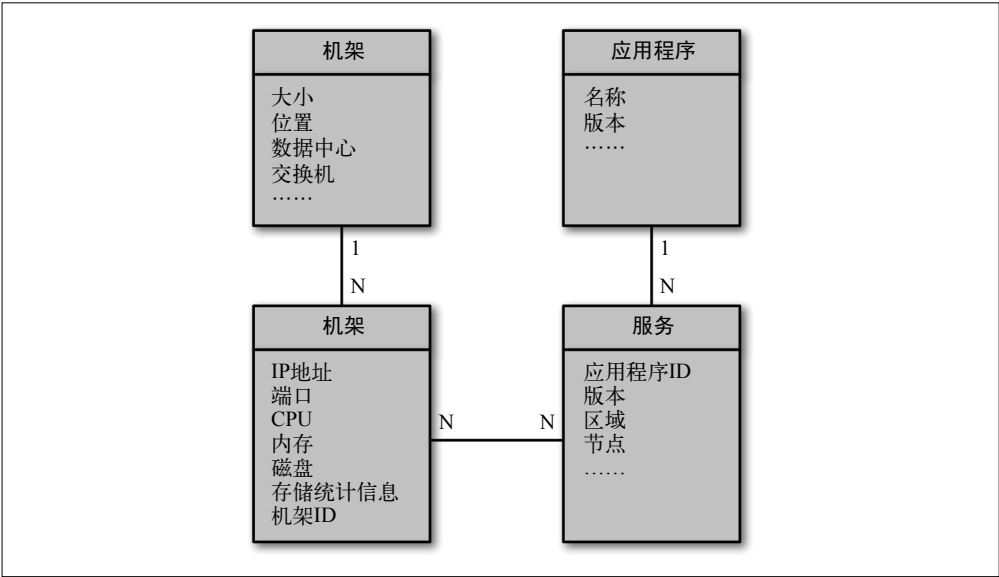 机架
大小
位置
数据中心
交换机
……
应用程序
名称
版本
……
1
N
1
N
机架
IP地址
端口
CPU
内存
磁盘
存储统计信息
机架ID
N
N
服务
应用程序ID
版本
区域
节点
……